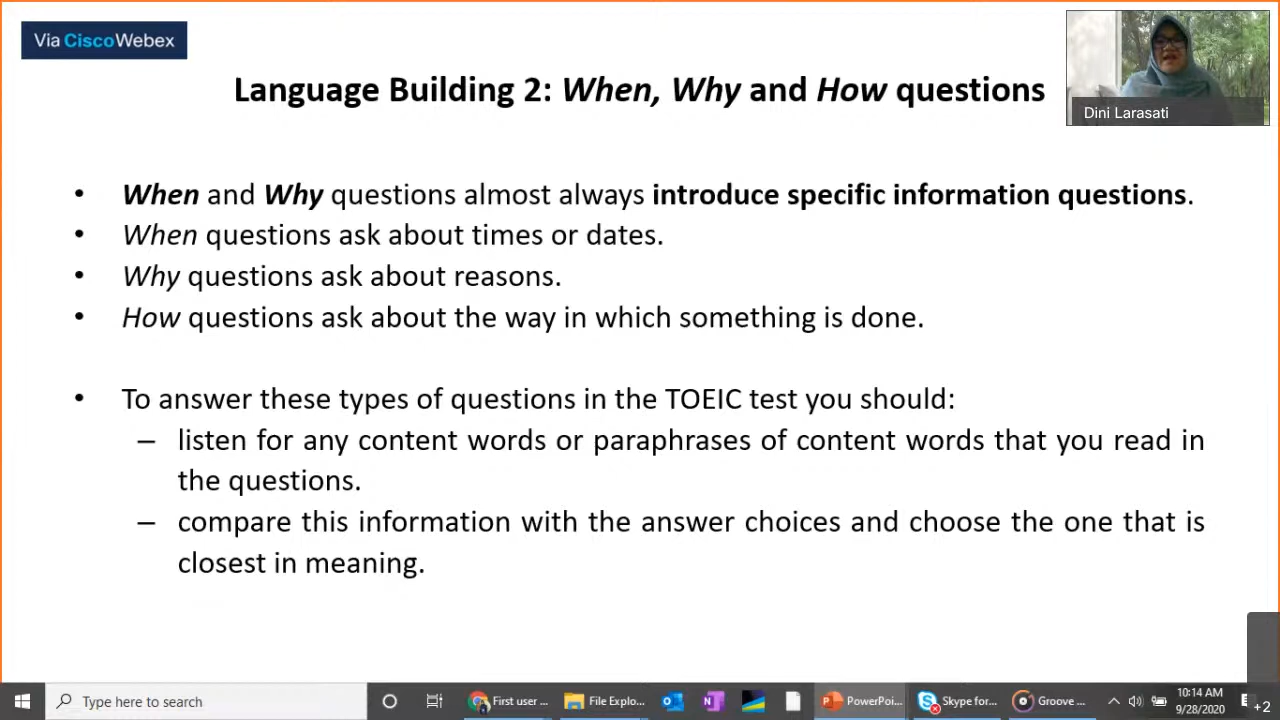 Via CiscoWebex
Language Building 2: When, Why and How questions
Dini Larasati
• When and Why questions almost always introduce specific information questions.
• When questions ask about times or dates.
• Why questions ask about reasons.
• How questions ask about the way in which something is done.
• To answer these types of questions in the TOEIC test you should:
– listen for any content words or paraphrases of content words that you read in
the questions.
– compare this information with the answer choices and choose the one that is
closest in meaning.
Type here to search
First user ...
File Explo...
PowerPoi...
Skype for...
Groove ...
10:14 AM
9/28/2020
+2